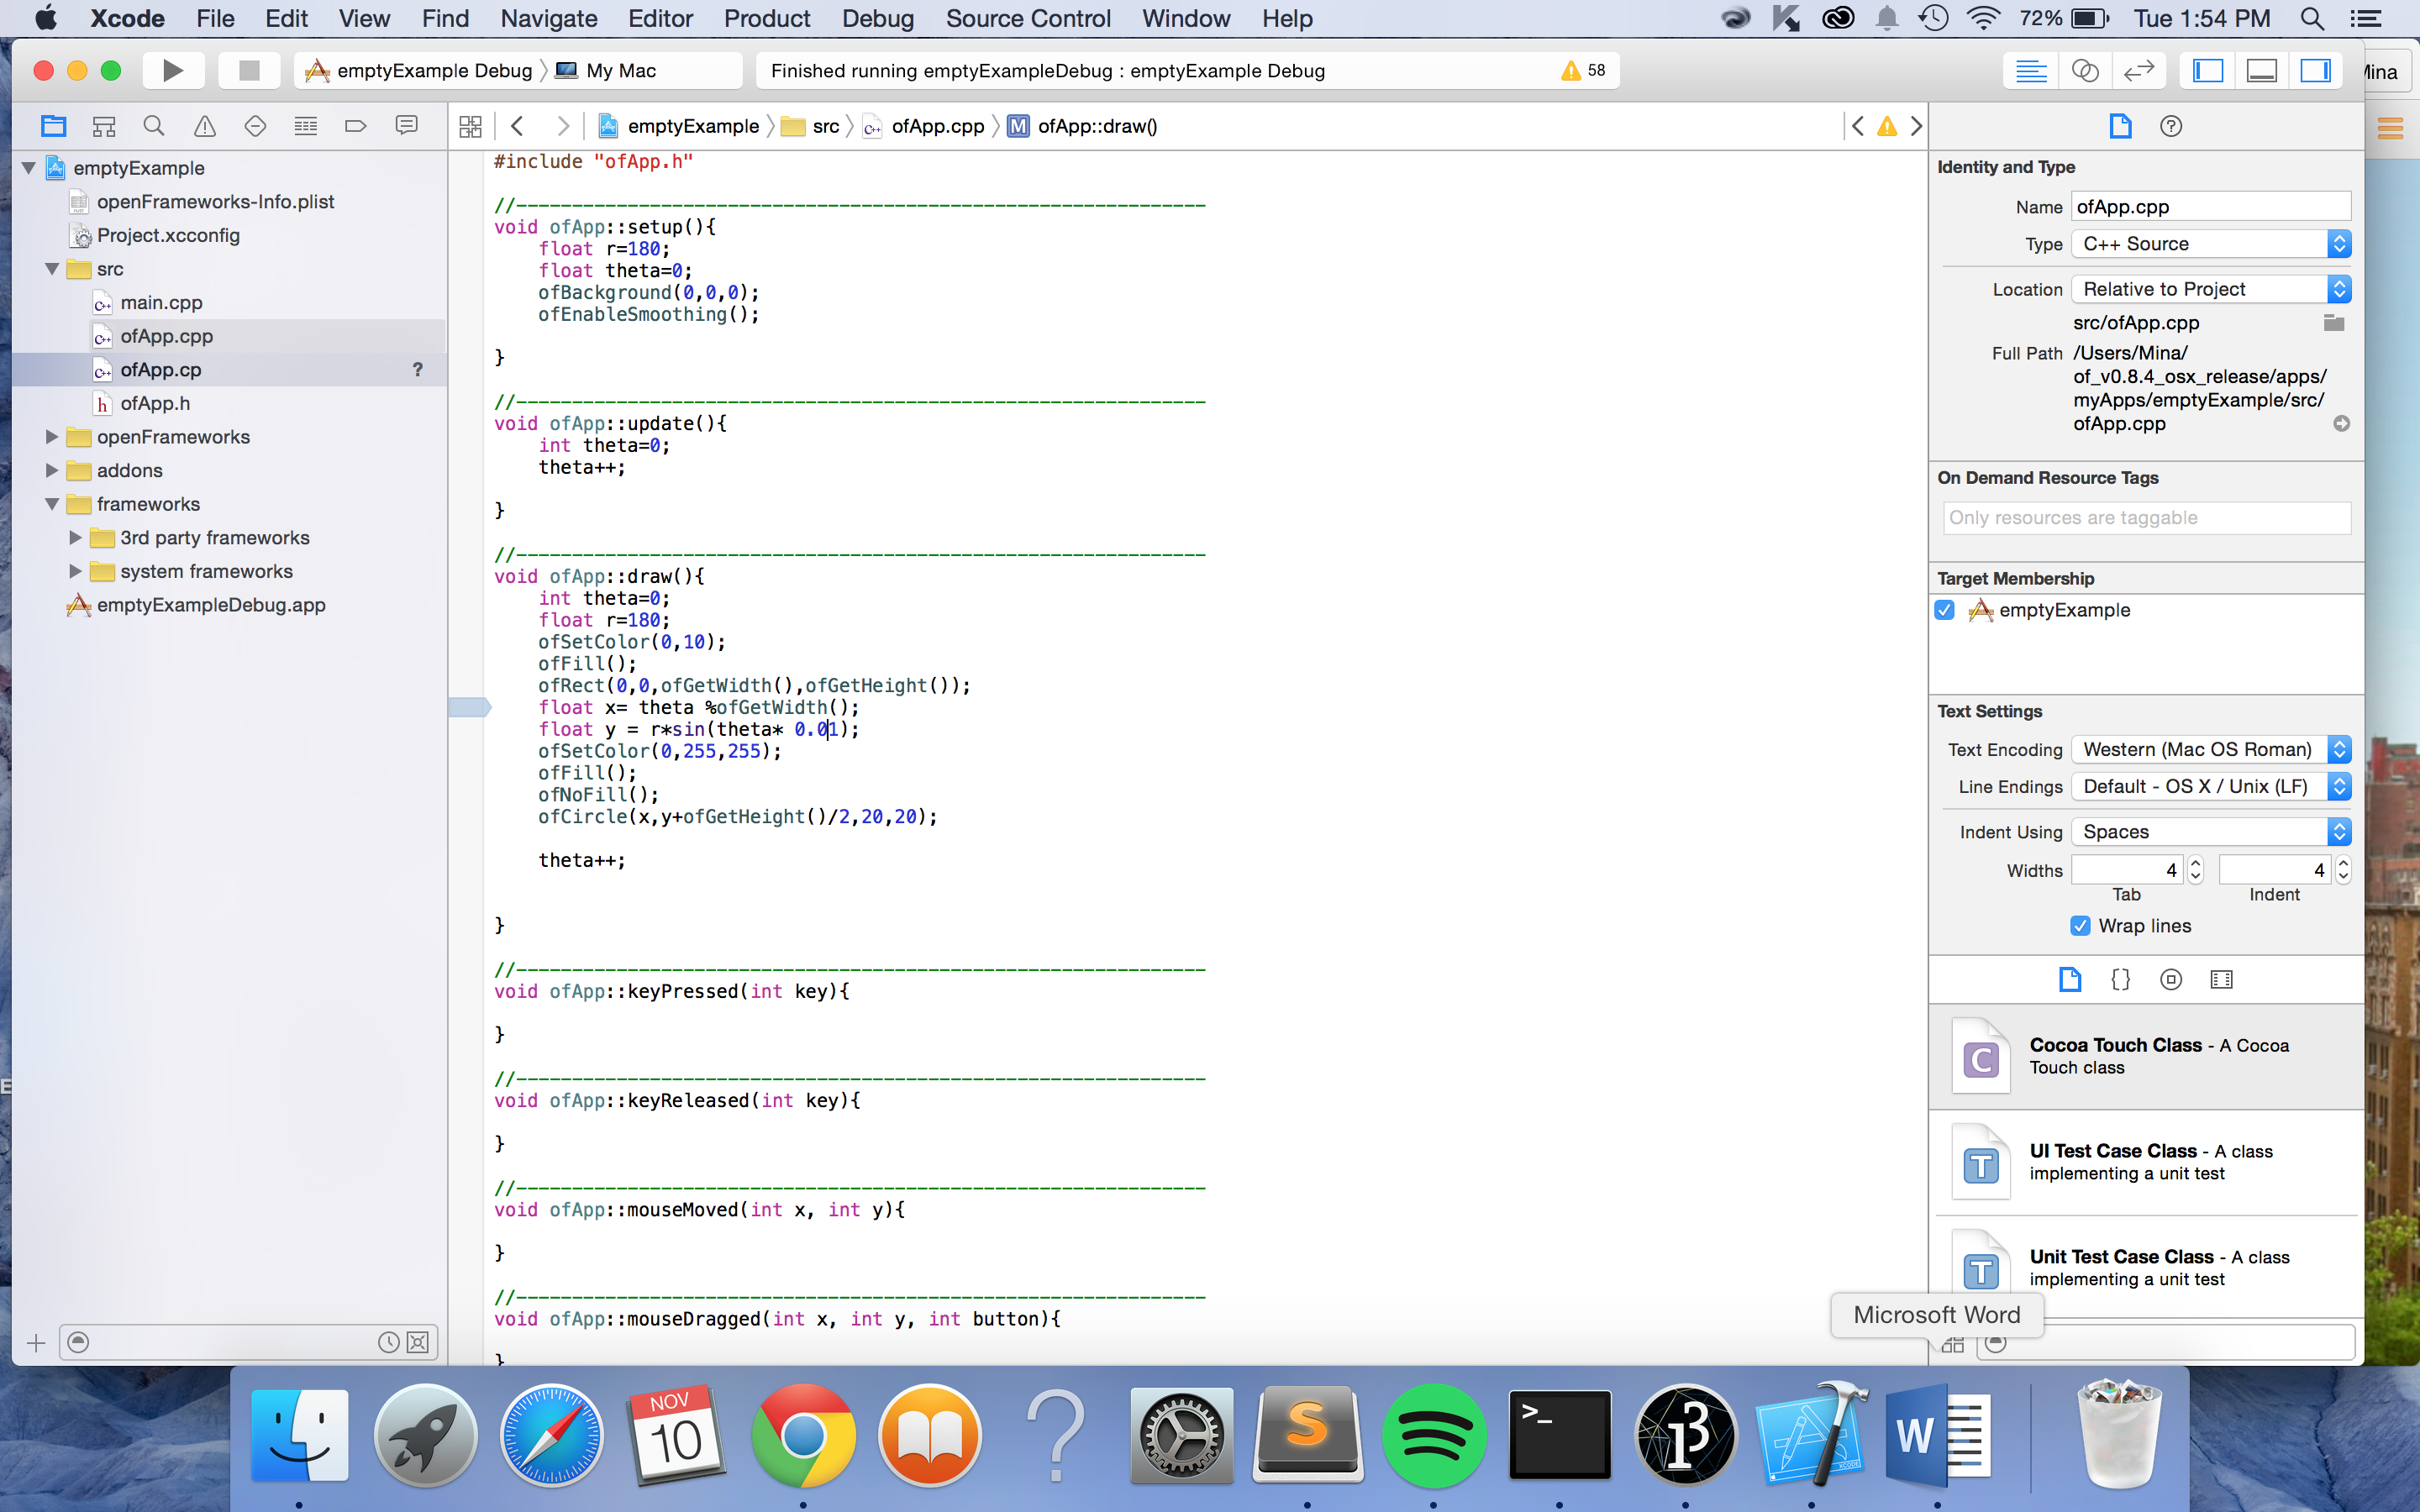 Xcode File Edit View Find Navigate Editor Product Debug Source Control Window Help 72% Tue 1:54 PM
emptyExample Debug My Mac Finished running emptyExampleDebug : emptyExample Debug 58
emptyExample src ofApp.cpp M ofApp::draw()
emptyExample
openFrameworks-Info.plist
Project.xcconfig
src
main.cpp
ofApp.cpp
ofApp.cp ?
ofApp.h
openFrameworks
addons
frameworks
3rd party frameworks
system frameworks
emptyExampleDebug.app
#include "ofApp.h"
//--------------------------------------------------------------
void ofApp::setup(){
float r=180;
float theta=0;
ofBackground(0,0,0);
ofEnableSmoothing();
}
//--------------------------------------------------------------
void ofApp::update(){
int theta=0;
theta++;
}
//--------------------------------------------------------------
void ofApp::draw(){
int theta=0;
float r=180;
ofSetColor(0,10);
ofFill();
ofRect(0,0,ofGetWidth(),ofGetHeight());
float x= theta %ofGetWidth();
float y = r*sin(theta* 0.01);
ofSetColor(0,255,255);
ofFill();
ofNoFill();
ofCircle(x,y+ofGetHeight()/2,20,20);
theta++;
}
//--------------------------------------------------------------
void ofApp::keyPressed(int key){
}
//--------------------------------------------------------------
void ofApp::keyReleased(int key){
}
//--------------------------------------------------------------
void ofApp::mouseMoved(int x, int y){
}
//--------------------------------------------------------------
void ofApp::mouseDragged(int x, int y, int button){
}
Identity and Type
Name ofApp.cpp
Type C++ Source
Location Relative to Project
src/ofApp.cpp
Full Path /Users/Mina/
of_v0.8.4_osx_release/apps/
myApps/emptyExample/src/
ofApp.cpp
On Demand Resource Tags
Only resources are taggable
Target Membership
emptyExample
Text Settings
Text Encoding Western (Mac OS Roman)
Line Endings Default - OS X / Unix (LF)
Indent Using Spaces
Widths 4 4
Tab Indent
Wrap lines
{}
C Cocoa Touch Class - A Cocoa
Touch class
T UI Test Case Class - A class
implementing a unit test
T Unit Test Case Class - A class
implementing a unit test
Microsoft Word
NOV
10
S
>_
W
XCODE